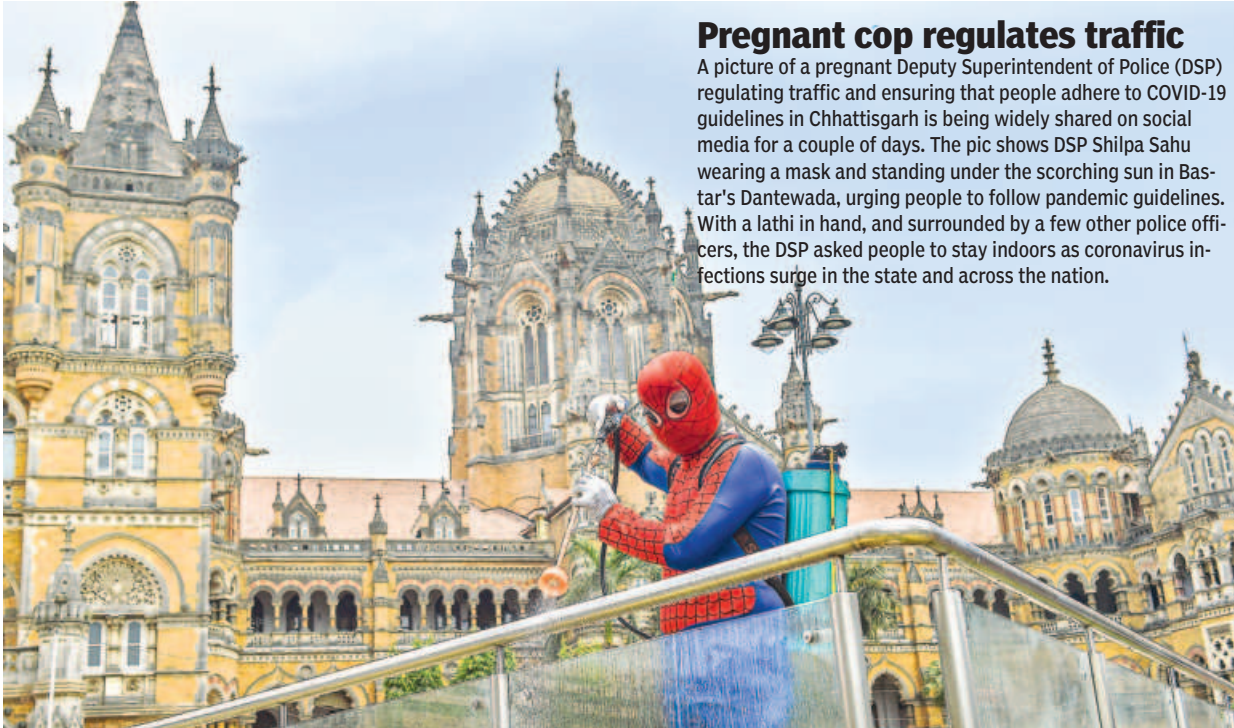 Pregnant cop regulates traffic
A picture of a pregnant Deputy Superintendent of Police (DSP)
regulating traffic and ensuring that people adhere to COVID-19
guidelines in Chhattisgarh is being widely shared on social
media for a couple of days. The pic shows DSP Shilpa Sahu
wearing a mask and standing under the scorching sun in Bas-
tar's Dantewada, urging people to follow pandemic guidelines.
With a lathi in hand, and surrounded by a few other police offi-
cers, the DSP asked people to stay indoors as coronavirus in-
fections surge in the state and across the nation.